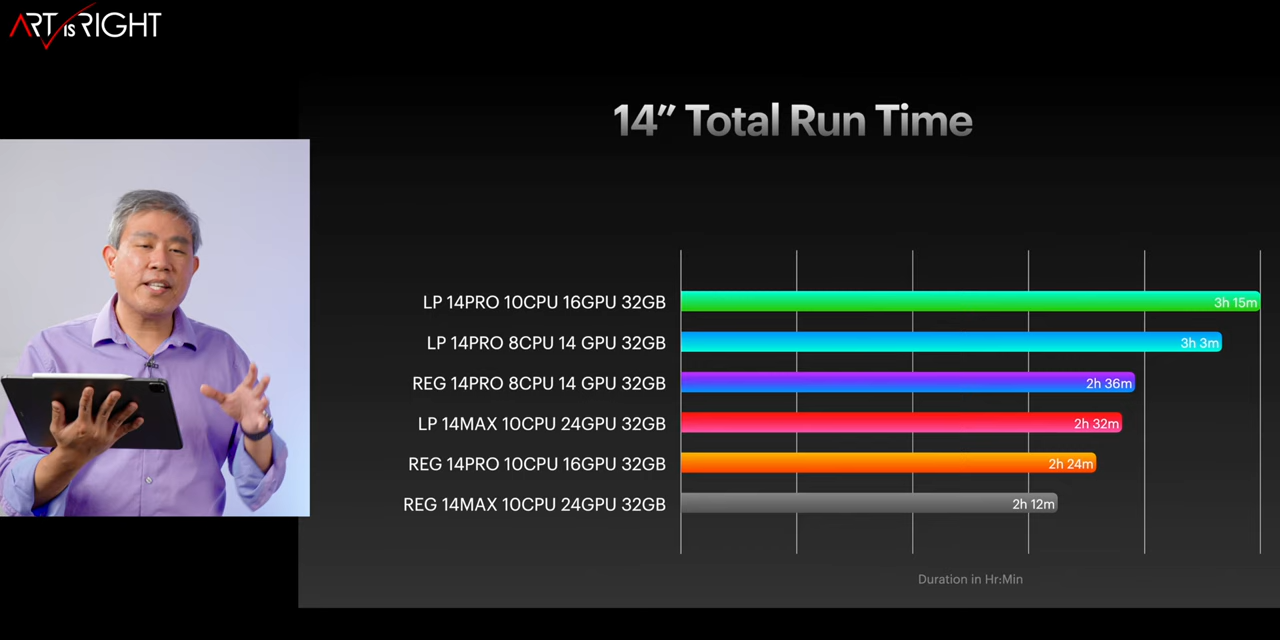 ART IS RIGHT
14” Total Run Time
LP 14PRO 10CPU 16GPU 32GB 3h 15m
LP 14PRO 8CPU 14 GPU 32GB 3h 3m
REG 14PRO 8CPU 14 GPU 32GB 2h 36m
LP 14MAX 10CPU 24GPU 32GB 2h 32m
REG 14PRO 10CPU 16GPU 32GB 2h 24m
REG 14MAX 10CPU 24GPU 32GB 2h 12m
Duration in Hr:Min